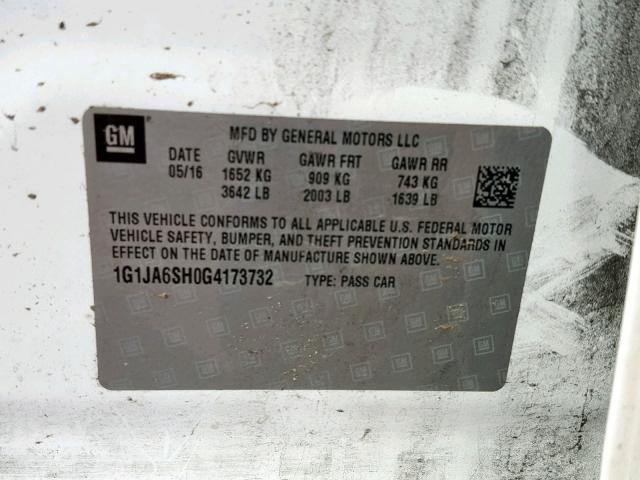 GM
MFD BY GENERAL MOTORS LLC
DATE GVWR GAWR FRT GAWR RR
05/16 1652 KG 909 KG 743 KG
3642 LB 2003 LB 1639 LB
THIS VEHICLE CONFORMS TO ALL APPLICABLE U.S. FEDERAL MOTOR
VEHICLE SAFETY, BUMPER, AND THEFT PREVENTION STANDARDS IN
EFFECT ON THE DATE OF MANUFACTURE SHOWN ABOVE.
1G1JA6SH0G4173732 TYPE: PASS CAR